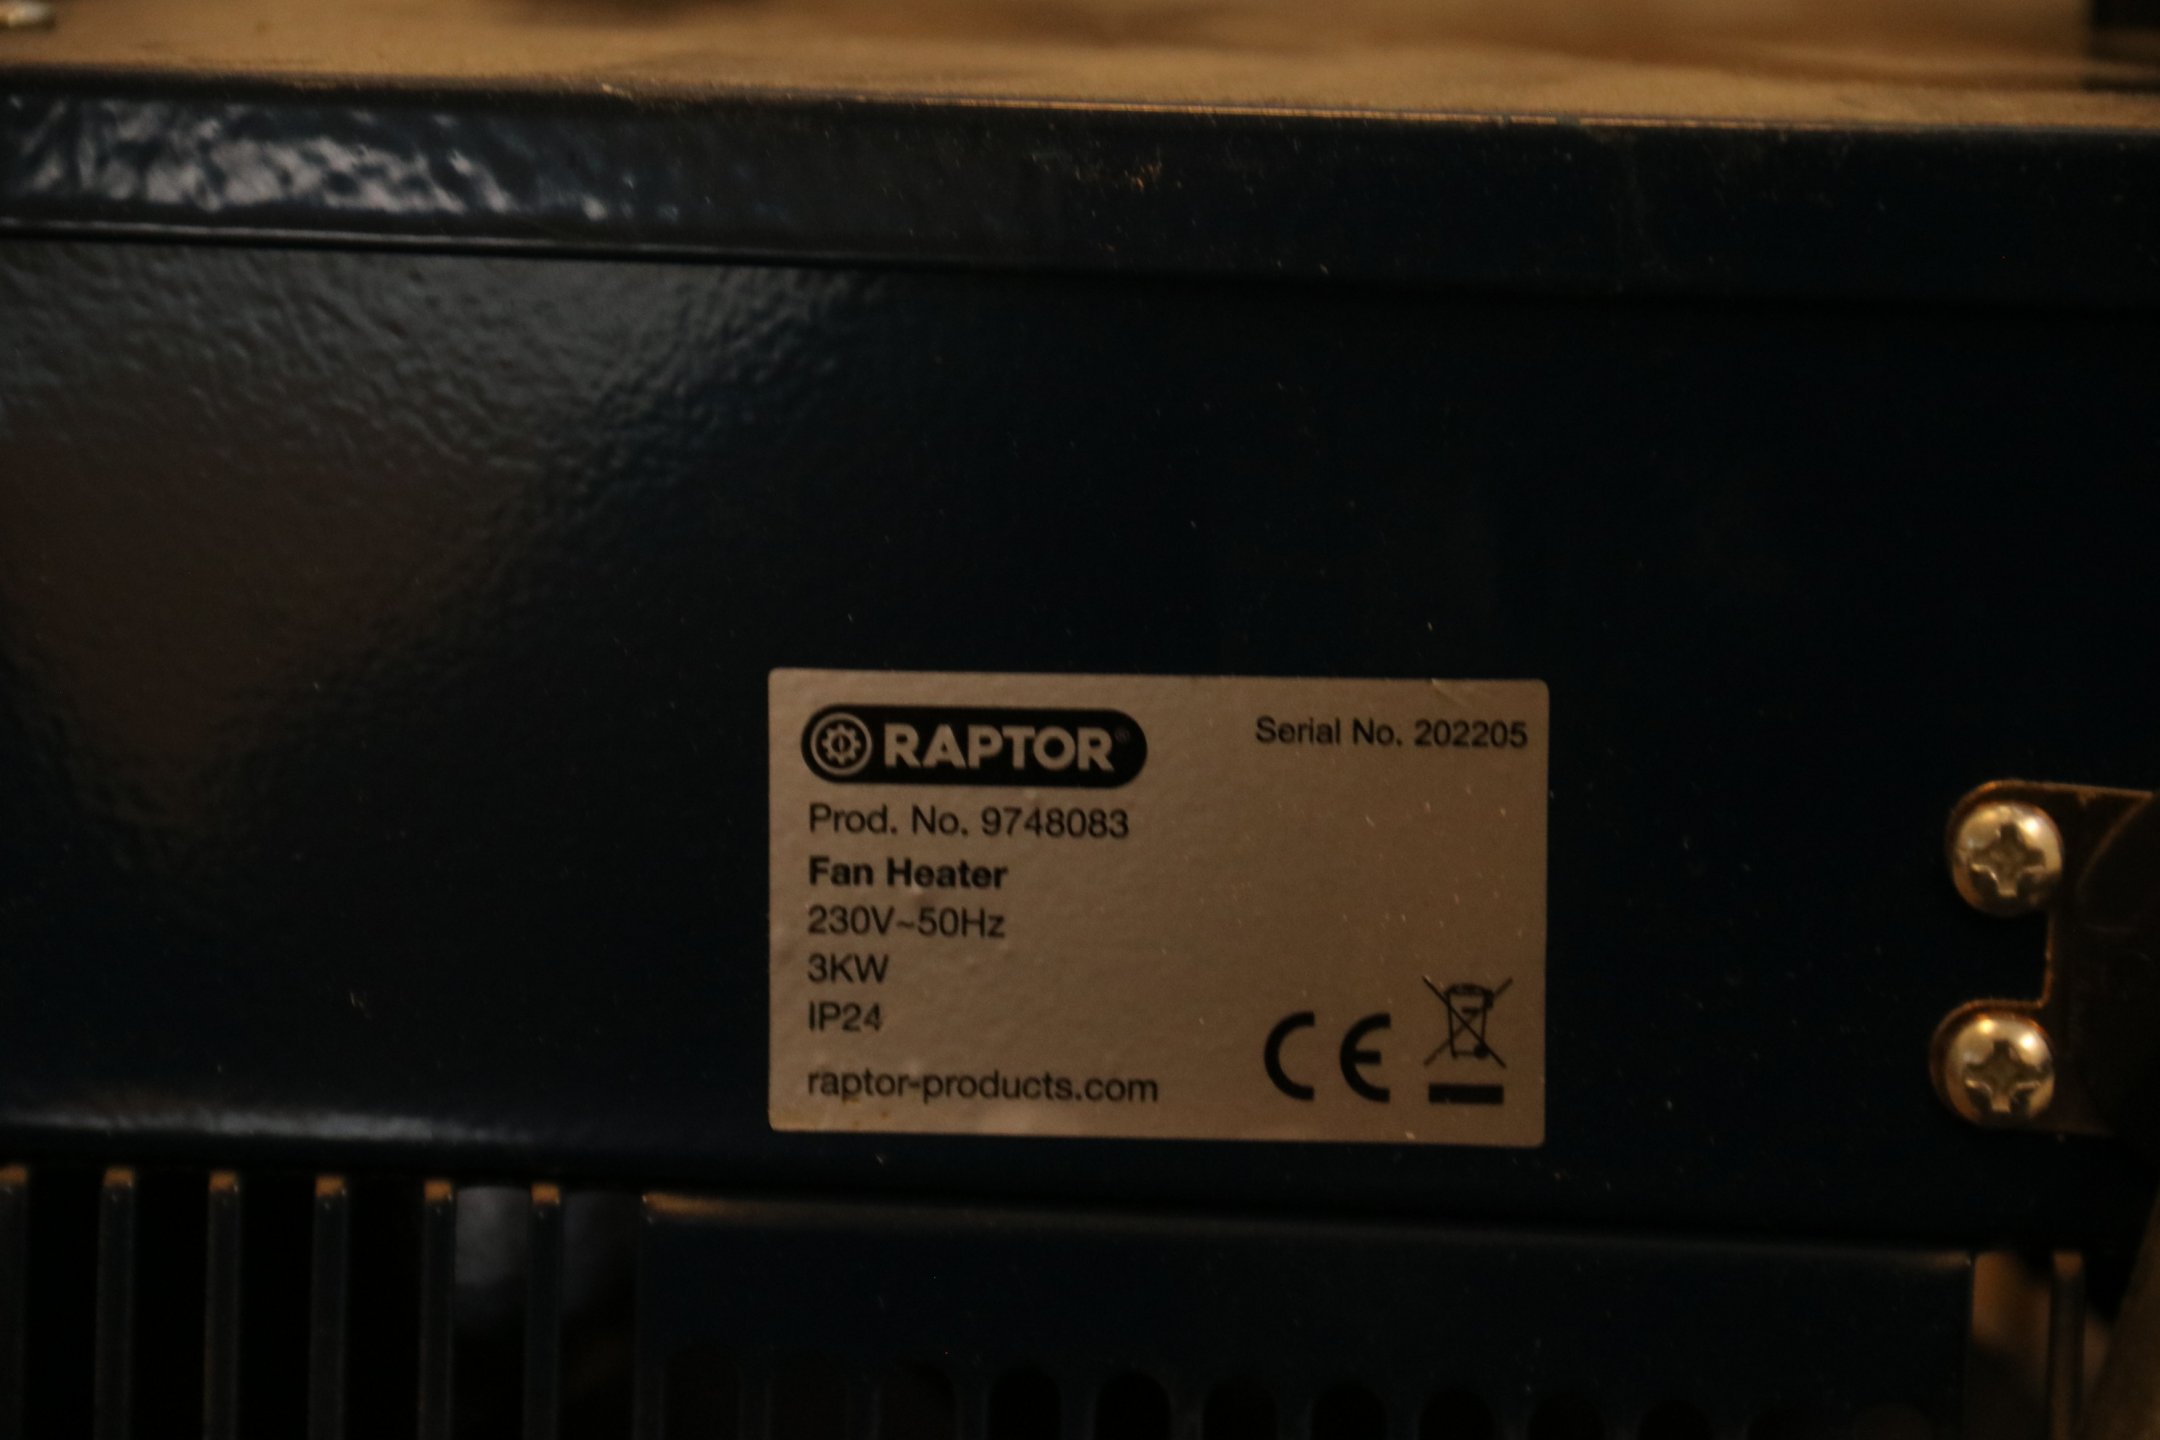 RAPTOR®
Serial No. 202205
Prod. No. 9748083
Fan Heater
230V~50Hz
3KW
IP24
raptor-products.com
CE